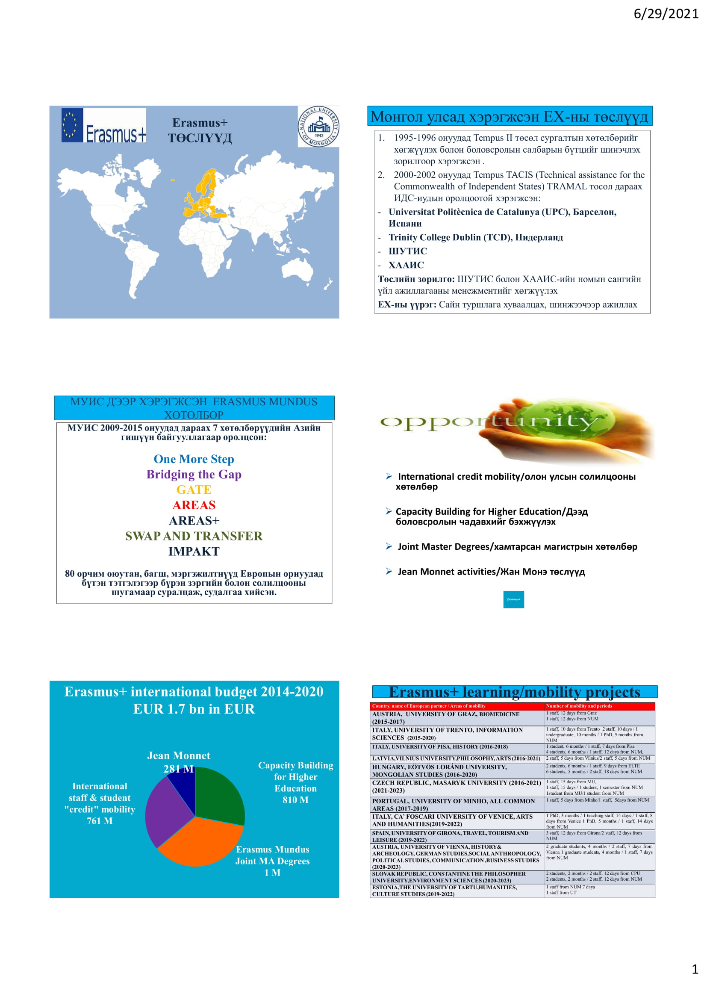 6/29/2021
Erasmus+
Erasmus+
ТӨСЛҮҮД
NATIONAL UNIVERSITY
1942
• OF MONGOLIA •
Монгол улсад хэрэгжсэн ЕХ-ны төслүүд
1. 1995-1996 онуудад Tempus II төсөл сургалтын хөтөлбөрийг
хөгжүүлэх болон боловсролын салбарын бүтцийг шинэчлэх
зорилгоор хэрэгжсэн .
2. 2000-2002 онуудад Tempus TACIS (Technical assistance for the
Commonwealth of Independent States) TRAMAL төсөл дараах
ИДС-иудын оролцоотой хэрэгжсэн:
- Universitat Politècnica de Catalunya (UPC), Барселон,
Испани
- Trinity College Dublin (TCD), Нидерланд
- ШУТИС
- ХААИС
Төслийн зорилго: ШУТИС болон ХААИС-ийн номын сангийн
үйл ажиллагааны менежментийг хөгжүүлэх
ЕХ-ны үүрэг: Сайн туршлага хуваалцах, шинжээчээр ажиллах
МУИС ДЭЭР ХЭРЭГЖСЭН ERASMUS MUNDUS
ХӨТӨЛБӨР
МУИС 2009-2015 онуудад дараах 7 хөтөлбөрүүдийн Азийн
гишүүн байгууллагаар оролцсон:
One More Step
Bridging the Gap
GATE
AREAS
AREAS+
SWAP AND TRANSFER
IMPAKT
80 орчим оюутан, багш, мэргэжилтнүүд Европын орнуудад
бүтэн тэтгэлэгээр бүрэн зэргийн болон солилцооны
шугамаар суралцаж, судалгаа хийсэн.
opportunity
➢ International credit mobility/олон улсын солилцооны
хөтөлбөр
➢ Capacity Building for Higher Education/Дээд
боловсролын чадавхийг бэхжүүлэх
➢ Joint Master Degrees/хамтарсан магистрын хөтөлбөр
➢ Jean Monnet activities/Жан Монэ төслүүд
Erasmus+
Erasmus+ international budget 2014-2020
EUR 1.7 bn in EUR
Jean Monnet
281 M
Capacity Building
for Higher
Education
810 M
International
staff & student
"credit" mobility
761 M
Erasmus Mundus
Joint MA Degrees
1 M
Erasmus+ learning/mobility projects
Country, name of European partner / Areas of mobility Number of mobility and periods
AUSTRIA, UNIVERSITY OF GRAZ, BIOMEDICINE
(2015-2017)
1 staff, 12 days from Graz
1 staff, 12 days from NUM
ITALY, UNIVERSITY OF TRENTO, INFORMATION
SCIENCES (2015-2020)
1 staff, 10 days from Trento 2 staff, 10 days / 1
undergraduate, 10 months / 1 PhD, 5 months from
NUM
ITALY, UNIVERSITY OF PISA, HISTORY (2016-2018)
1 student, 6 months / 1 staff, 7 days from Pisa
4 students, 6 months / 1 staff, 12 days from NUM,
LATVIA,VILNIUS UNIVERSITY,PHILOSOPHY, ARTS (2016-2021)
2 staff, 5 days from Vilnius/2 staff, 5 days from NUM
HUNGARY, EÖTVÖS LORÁND UNIVERSITY,
MONGOLIAN STUDIES (2016-2020)
2 students, 6 months / 1 staff, 9 days from ELTE
6 students, 5 months / 2 staff, 18 days from NUM
CZECH REPUBLIC, MASARYK UNIVERSITY (2016-2021)
(2021-2023)
1 staff, 15 days from MU,
1 staff, 15 days / 1 student, 1 semester from NUM
1student from MU/1 student from NUM
PORTUGAL, UNIVERSITY OF MINHO, ALL COMMON
AREAS (2017-2019)
1 staff, 5 days from Minho/1 staff, 5days from NUM
ITALY, CA’ FOSCARI UNIVERSITY OF VENICE, ARTS
AND HUMANITIES(2019-2022)
1 PhD, 3 months / 1 teaching staff, 14 days / 1 staff, 8
days from Venice 1 PhD, 5 months / 1 staff, 14 days
from NUM
SPAIN, UNIVERSITY OF GIRONA, TRAVEL, TOURISM AND
LEISURE (2019-2022)
3 staff, 12 days from Girona/2 staff, 12 days from
NUM
AUSTRIA, UNIVERSITY OF VIENNA, HISTORY&
ARCHEOLOGY, GERMAN STUDIES,SOCIAL ANTHROPOLOGY,
POLITICAL STUDIES, COMMUNICATION ,BUSINESS STUDIES
(2020-2023)
2 graduate students, 4 months / 2 staff, 7 days from
Vienna 1 graduate students, 4 months / 1 staff, 7 days
from NUM
SLOVAK REPUBLIC, CONSTANTINE THE PHILOSOPHER
UNIVERSITY,ENVIRONMENT SCIENCES (2020-2023)
2 students, 2 months / 2 staff, 12 days from CPU
2 students, 2 months / 2 staff, 12 days from NUM
ESTONIA,THE UNIVERSITY OF TARTU,HUMANITIES,
CULTURE STUDIES (2019-2022)
1 staff from NUM 7 days
1 staff from UT
1